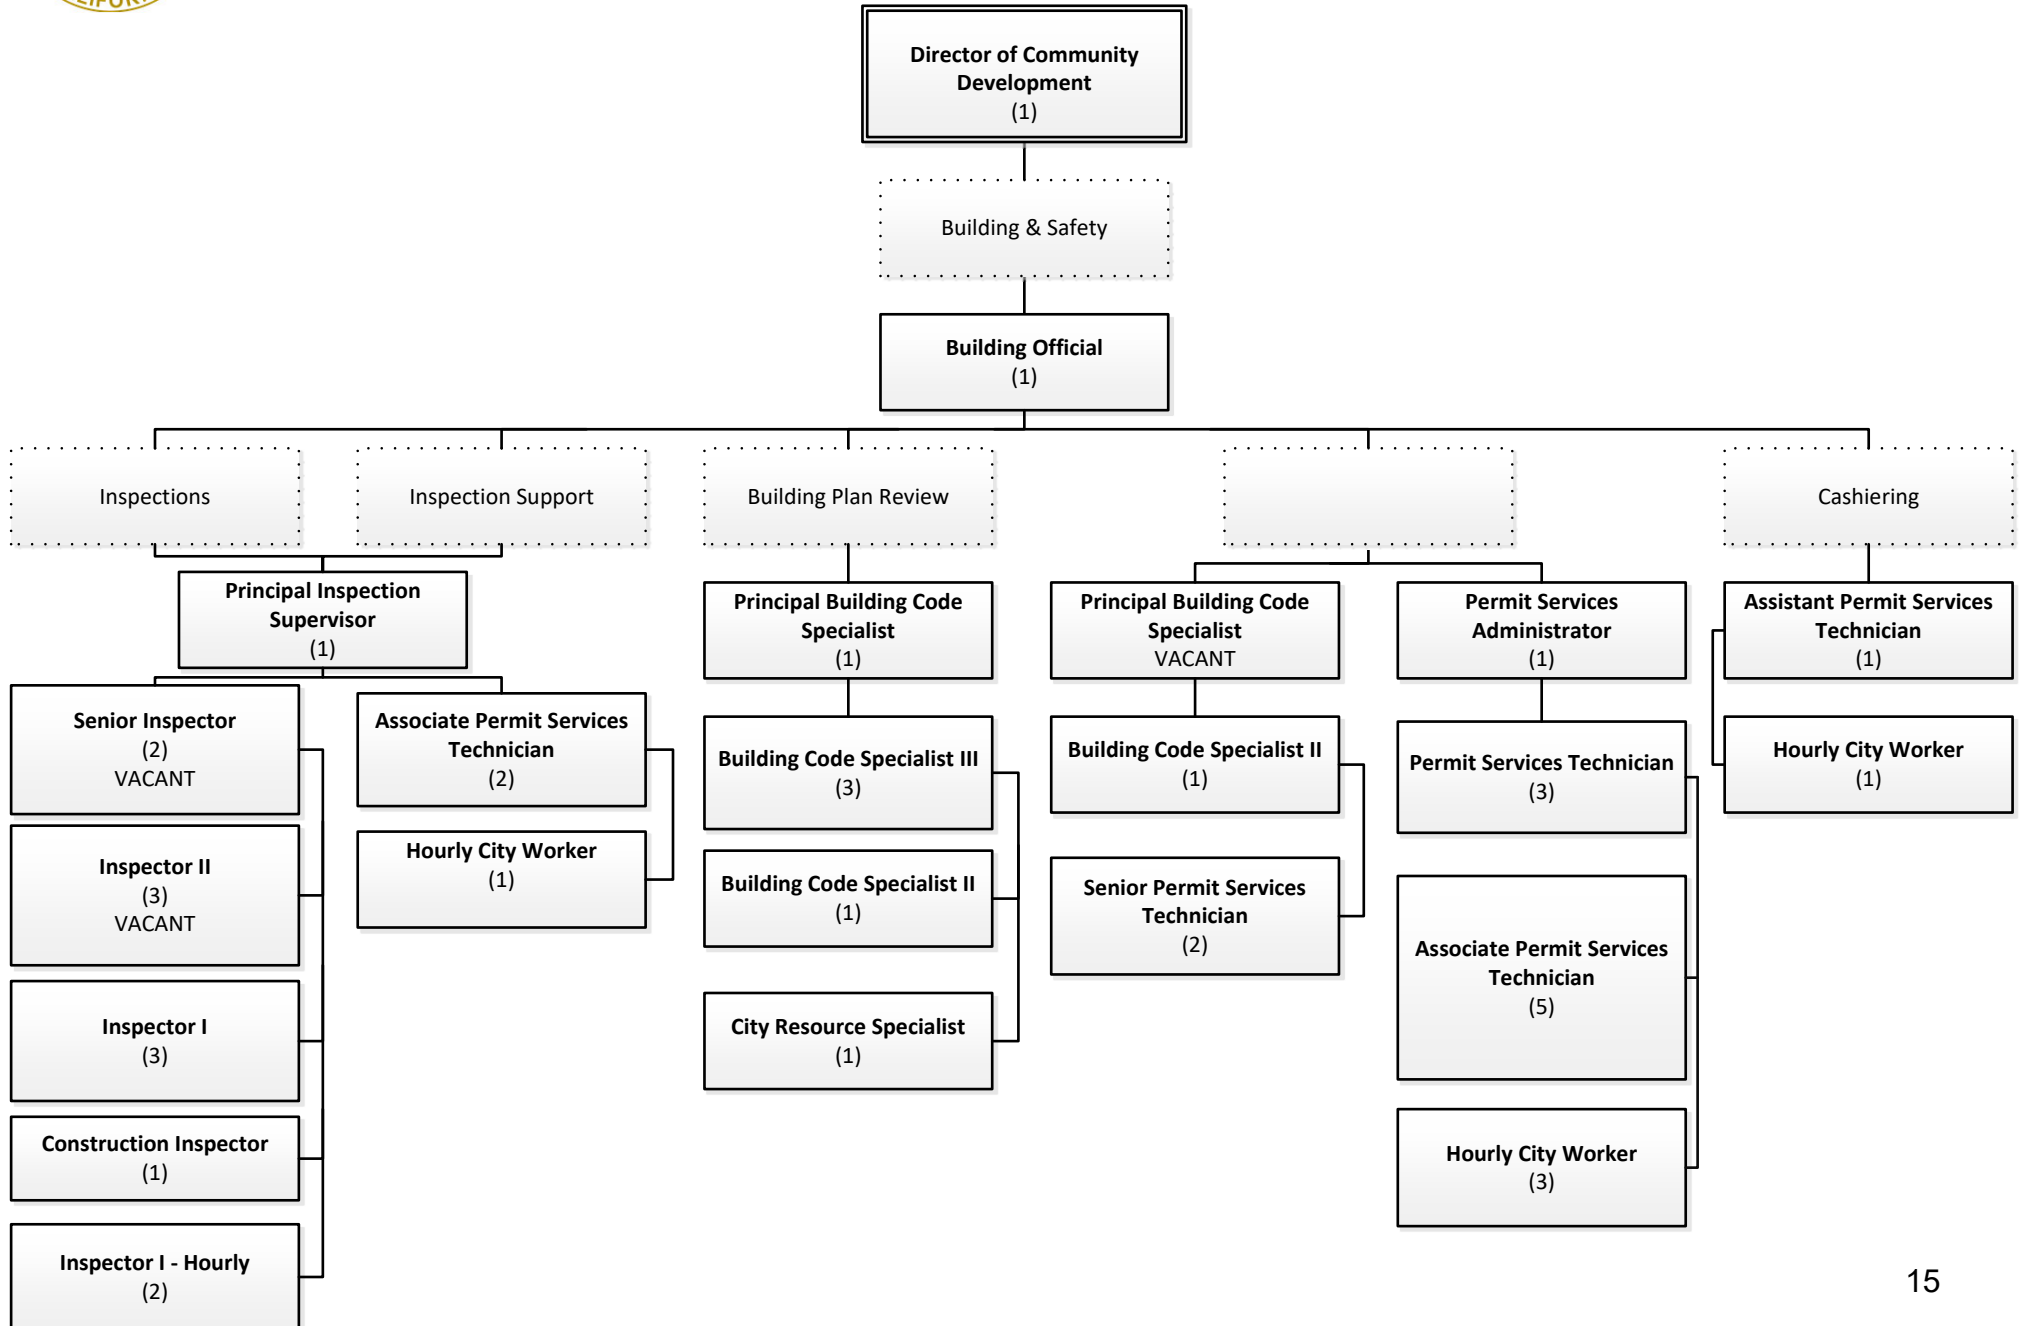 Director of Community
Development
(1)
Building & Safety
Building Official
(1)
Inspections
Inspection Support
Building Plan Review
Cashiering
Principal Inspection
Supervisor
(1)
Principal Building Code
Specialist
(1)
Principal Building Code
Specialist
VACANT
Permit Services
Administrator
(1)
Assistant Permit Services
Technician
(1)
Senior Inspector
(2)
VACANT
Inspector II
(3)
VACANT
Inspector I
(3)
Construction Inspector
(1)
Inspector I - Hourly
(2)
Associate Permit Services
Technician
(2)
Hourly City Worker
(1)
Building Code Specialist III
(3)
Building Code Specialist II
(1)
City Resource Specialist
(1)
Building Code Specialist II
(1)
Senior Permit Services
Technician
(2)
Permit Services Technician
(3)
Associate Permit Services
Technician
(5)
Hourly City Worker
(3)
Hourly City Worker
(1)
15